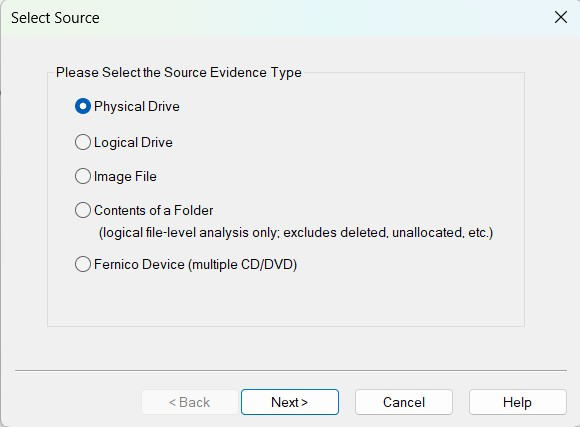 Select Source
Please Select the Source Evidence Type
Physical Drive
Logical Drive
Image File
Contents of a Folder
(logical file-level analysis only; excludes deleted, unallocated, etc.)
Fernico Device (multiple CD/DVD)
< Back
Next >
Cancel
Help